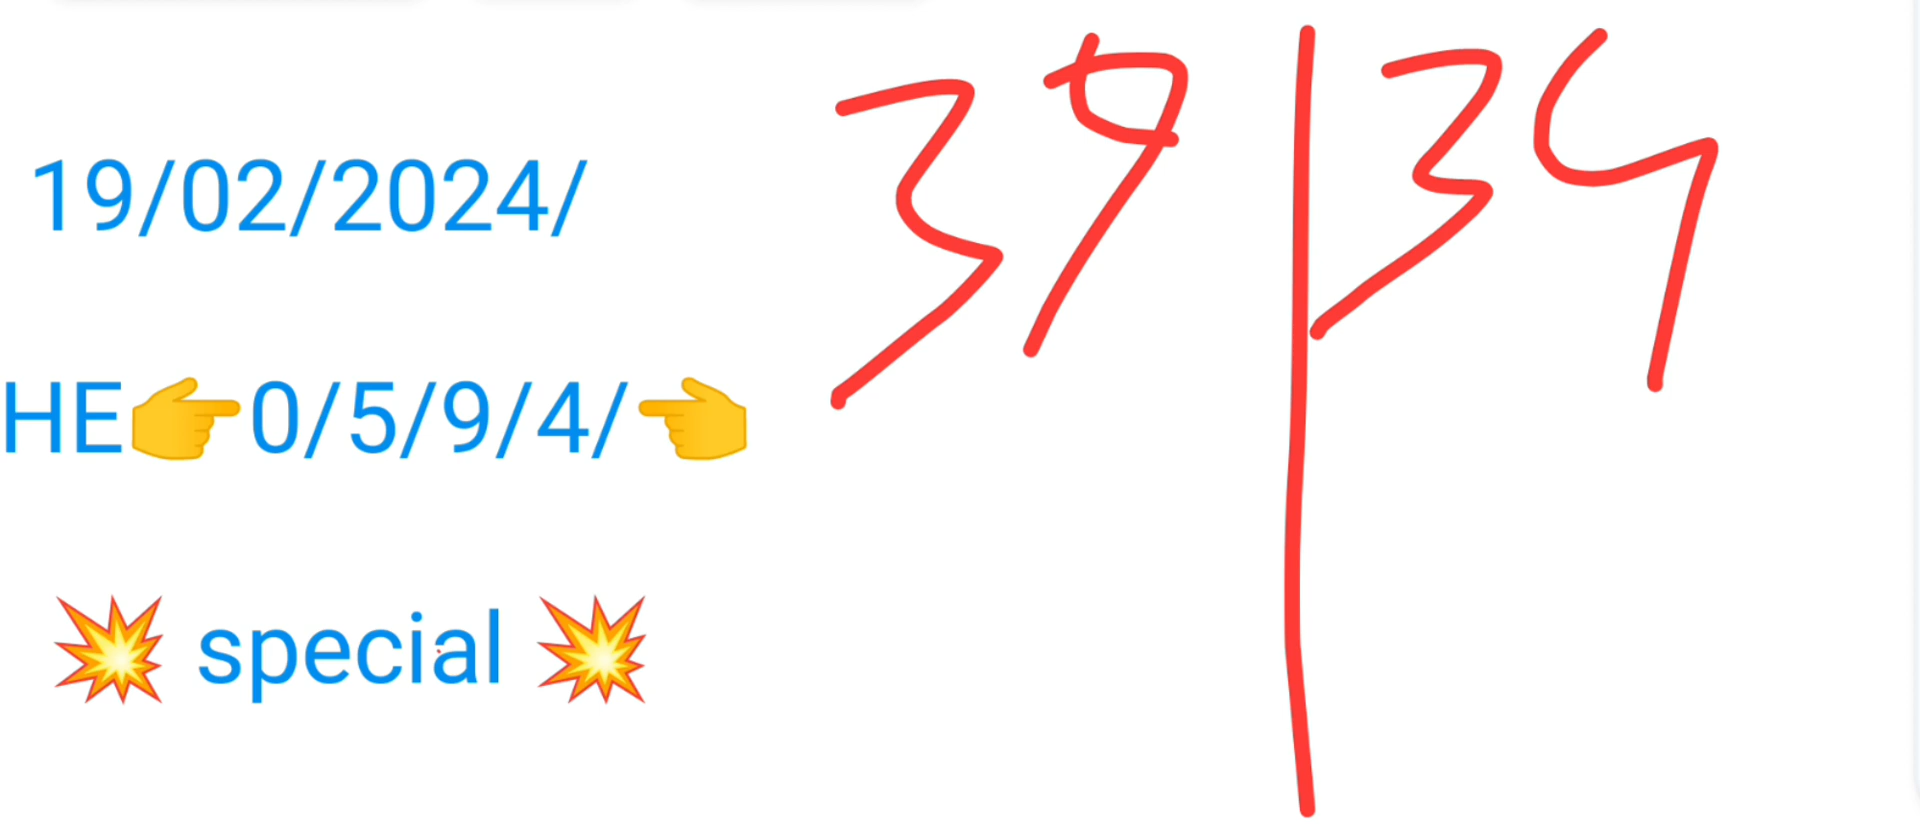 39 | 34
19/02/2024/
HE👉0/5/9/4/👈
💥 special 💥